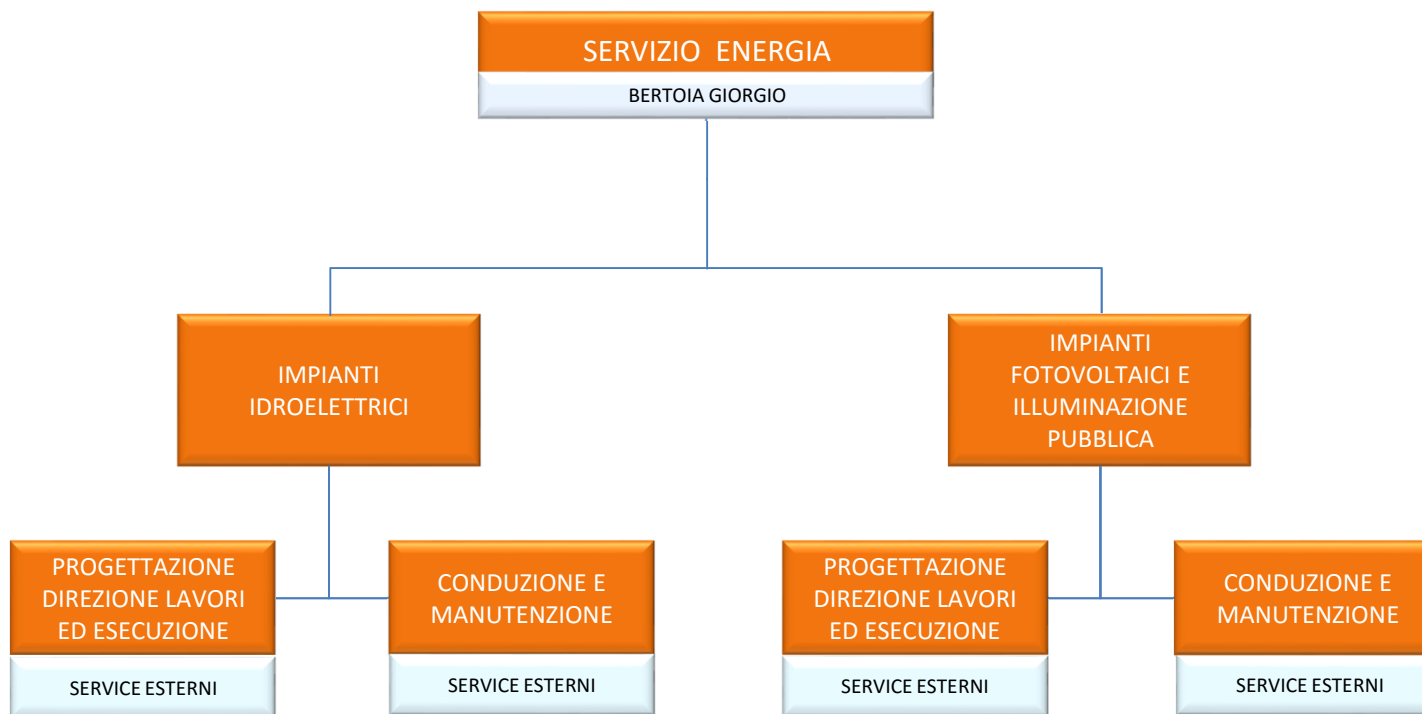 SERVIZIO ENERGIA
BERTOIA GIORGIO
IMPIANTI
IDROELETTRICI
IMPIANTI
FOTOVOLTAICI E
ILLUMINAZIONE
PUBBLICA
PROGETTAZIONE
DIREZIONE LAVORI
ED ESECUZIONE
SERVICE ESTERNI
CONDUZIONE E
MANUTENZIONE
SERVICE ESTERNI
PROGETTAZIONE
DIREZIONE LAVORI
ED ESECUZIONE
SERVICE ESTERNI
CONDUZIONE E
MANUTENZIONE
SERVICE ESTERNI